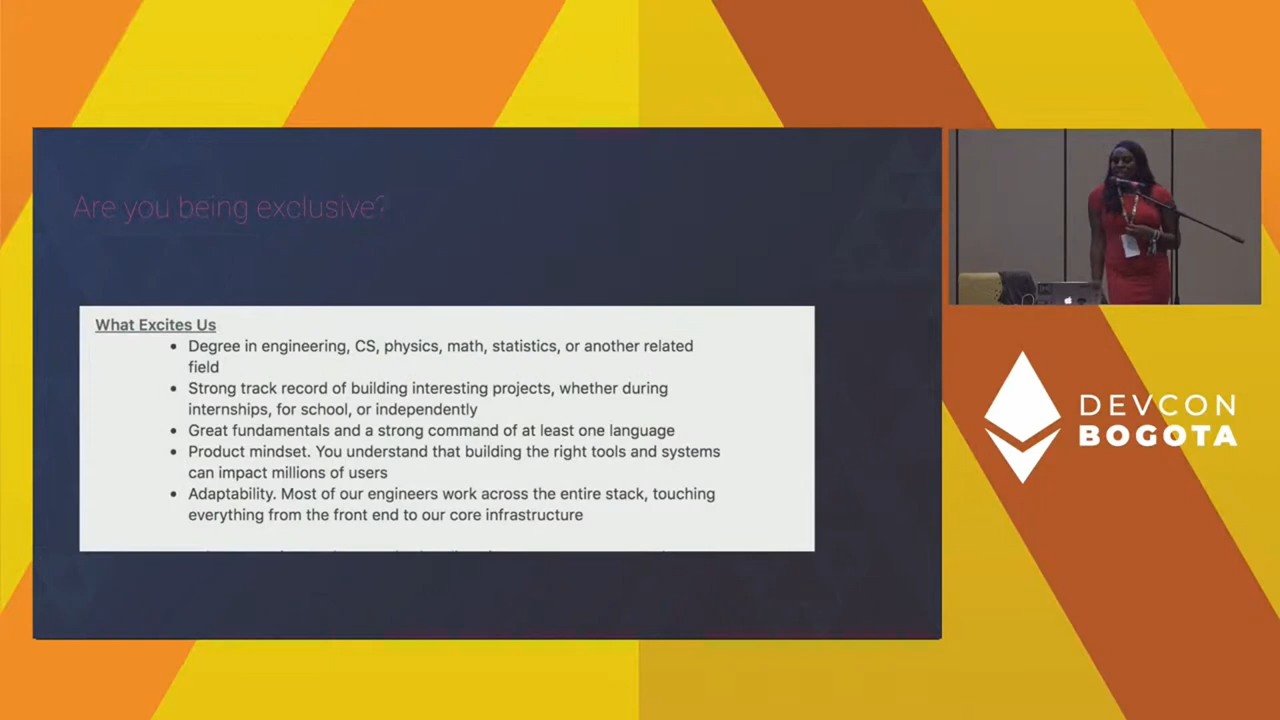 Are you being exclusive?
What Excites Us
• Degree in engineering, CS, physics, math, statistics, or another related
field
• Strong track record of building interesting projects, whether during
internships, for school, or independently
• Great fundamentals and a strong command of at least one language
• Product mindset. You understand that building the right tools and systems
can impact millions of users
• Adaptability. Most of our engineers work across the entire stack, touching
everything from the front end to our core infrastructure
DEVCON
BOGOTA